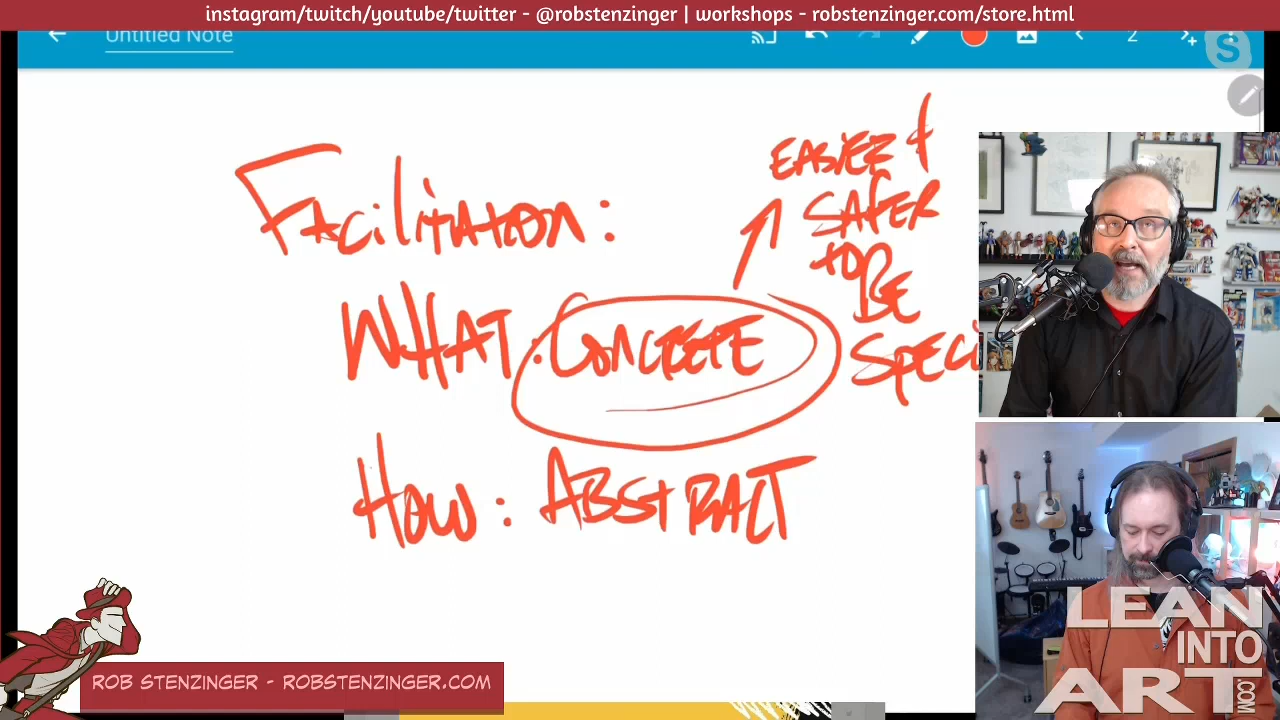 instagram/twitch/youtube/twitter - @robstenzinger | workshops - robstenzinger.com/store.html
Untitled Note
2
S
FACILITATION:
EASIER +
SAFER
TO BE
SPECI
WHAT: CONCRETE
HOW: ABSTRACT
ROB STENZINGER - ROBSTENZINGER.COM
LEAN
INTO
ART
.COM